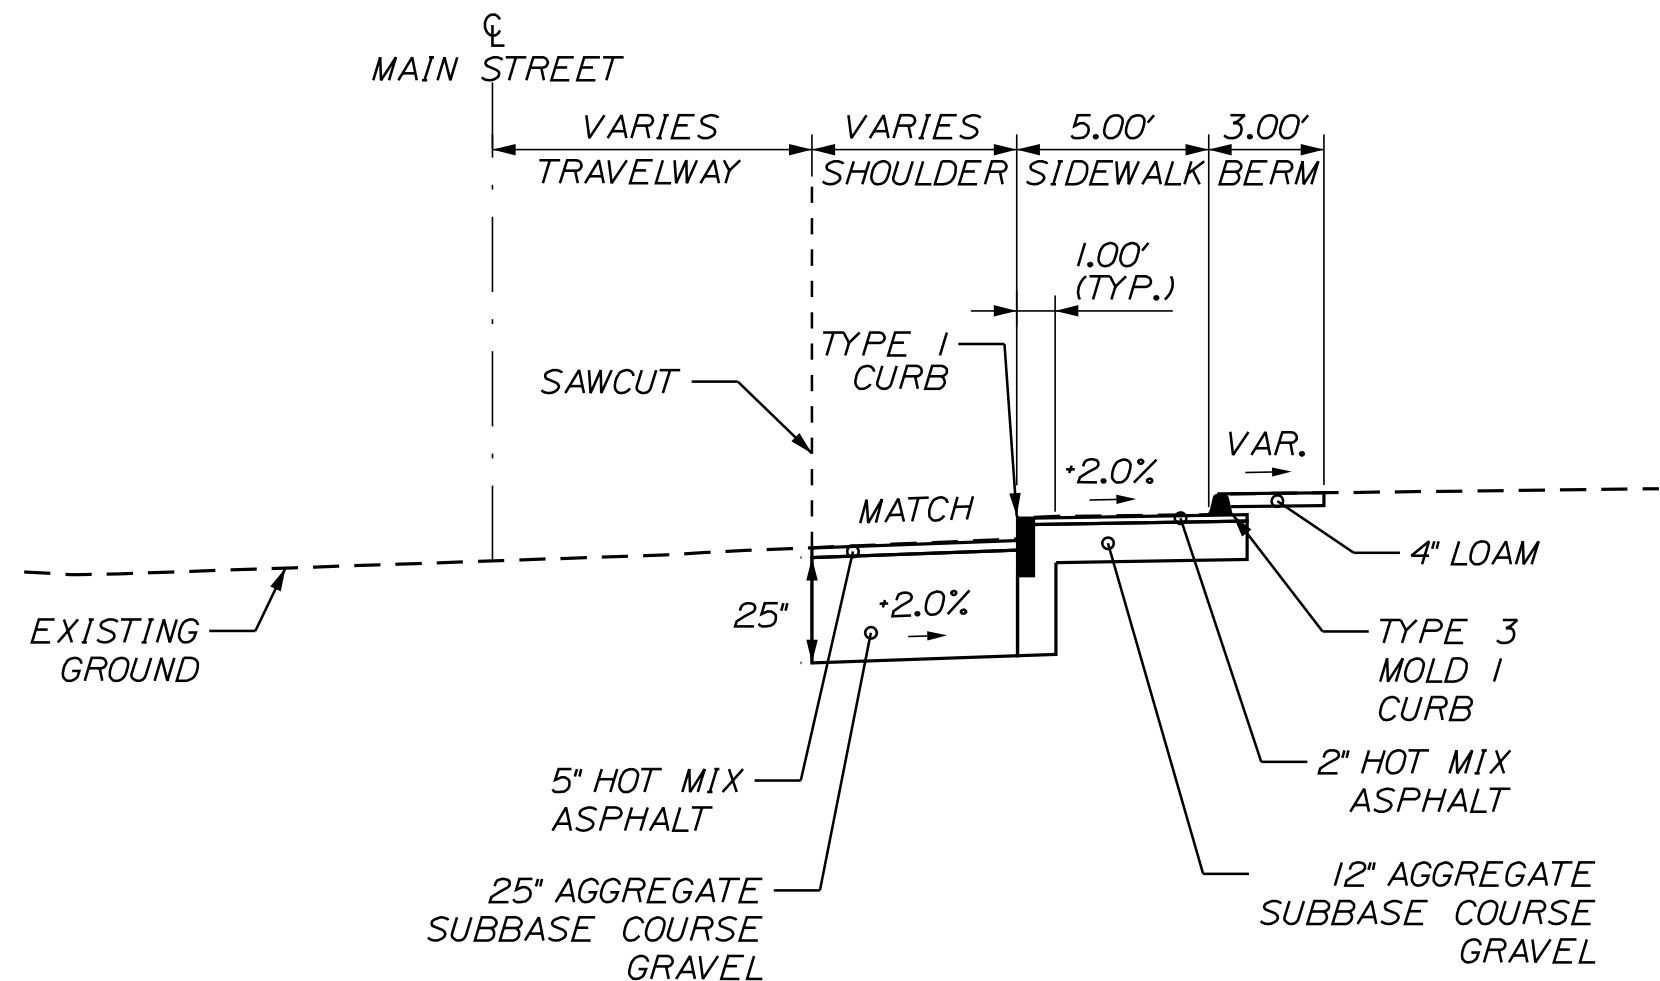 ℄
MAIN STREET
VARIES VARIES 5.00' 3.00'
TRAVELWAY SHOULDER SIDEWALK BERM
1.00'
(TYP.)
TYPE 1
CURB
SAWCUT
VAR.
+2.0%
MATCH
4" LOAM
25"
+2.0%
EXISTING
GROUND
TYPE 3
MOLD 1
CURB
5" HOT MIX
ASPHALT
2" HOT MIX
ASPHALT
25" AGGREGATE
SUBBASE COURSE
GRAVEL
12" AGGREGATE
SUBBASE COURSE
GRAVEL